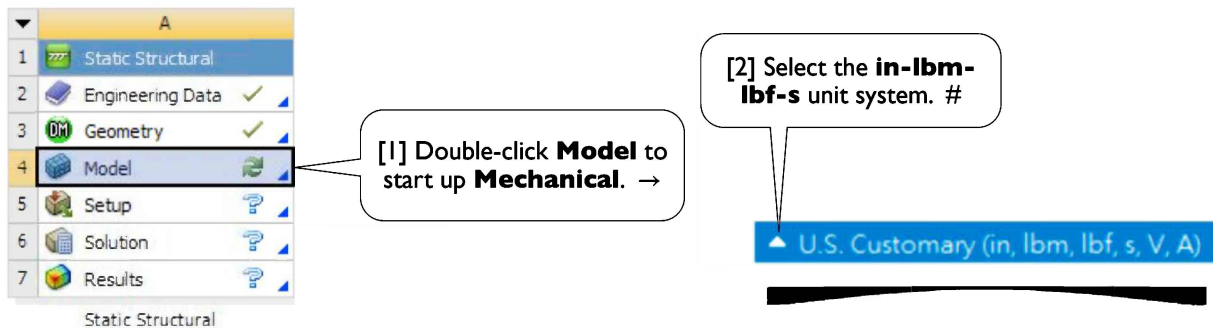 A
1 Static Structural
2 Engineering Data
3 DM Geometry
4 Model
5 Setup
6 Solution
7 Results
Static Structural
[1] Double-click Model to
start up Mechanical. →
[2] Select the in-lbm-
lbf-s unit system. #
U.S. Customary (in, lbm, lbf, s, V, A)